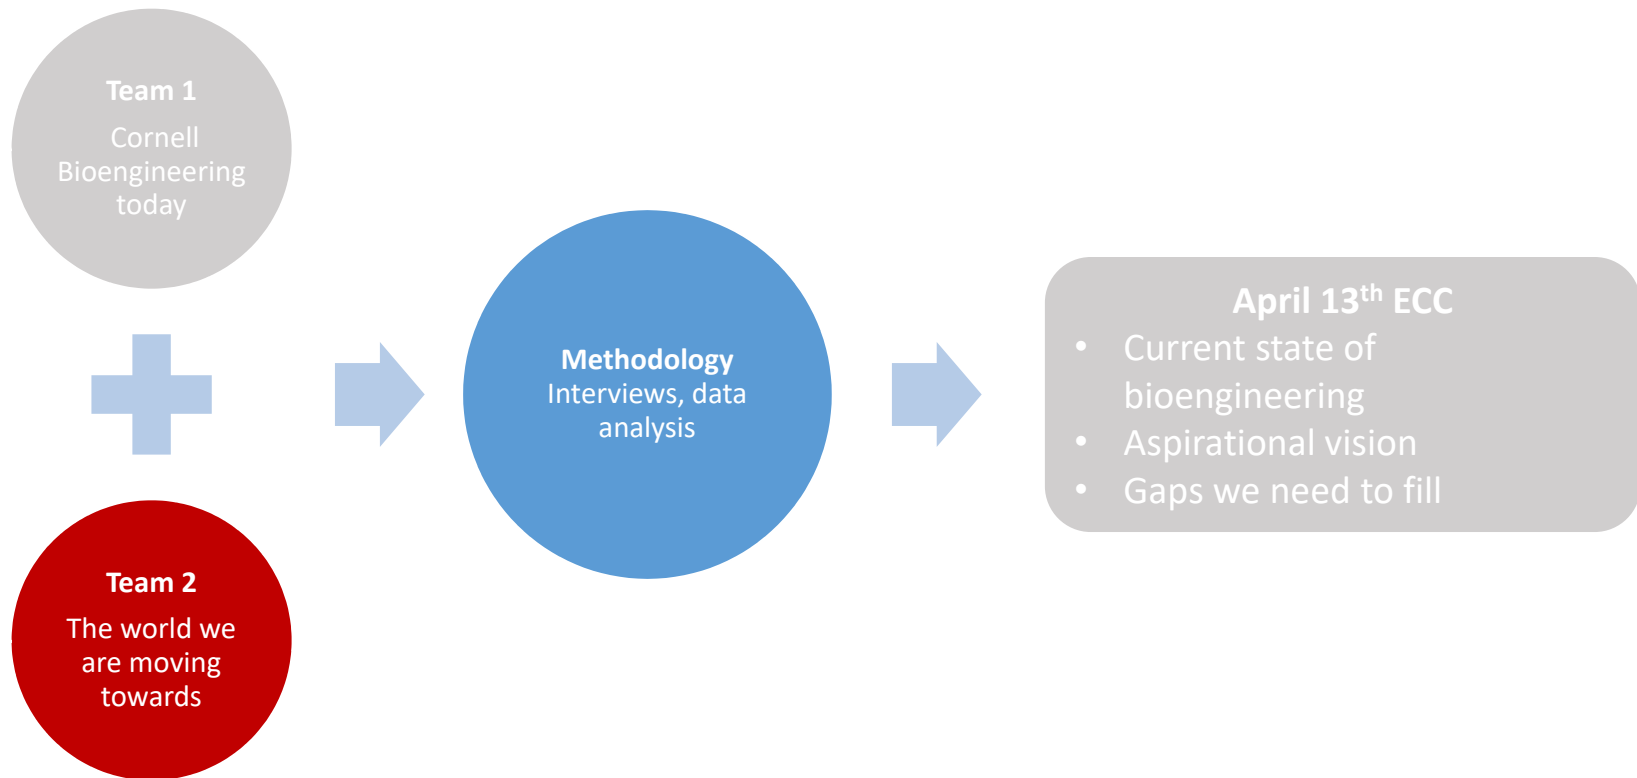 Team 1
Cornell
Bioengineering
today
Team 2
The world we
are moving
towards
Methodology
Interviews, data
analysis
April 13th ECC
• Current state of
bioengineering
• Aspirational vision
• Gaps we need to fill